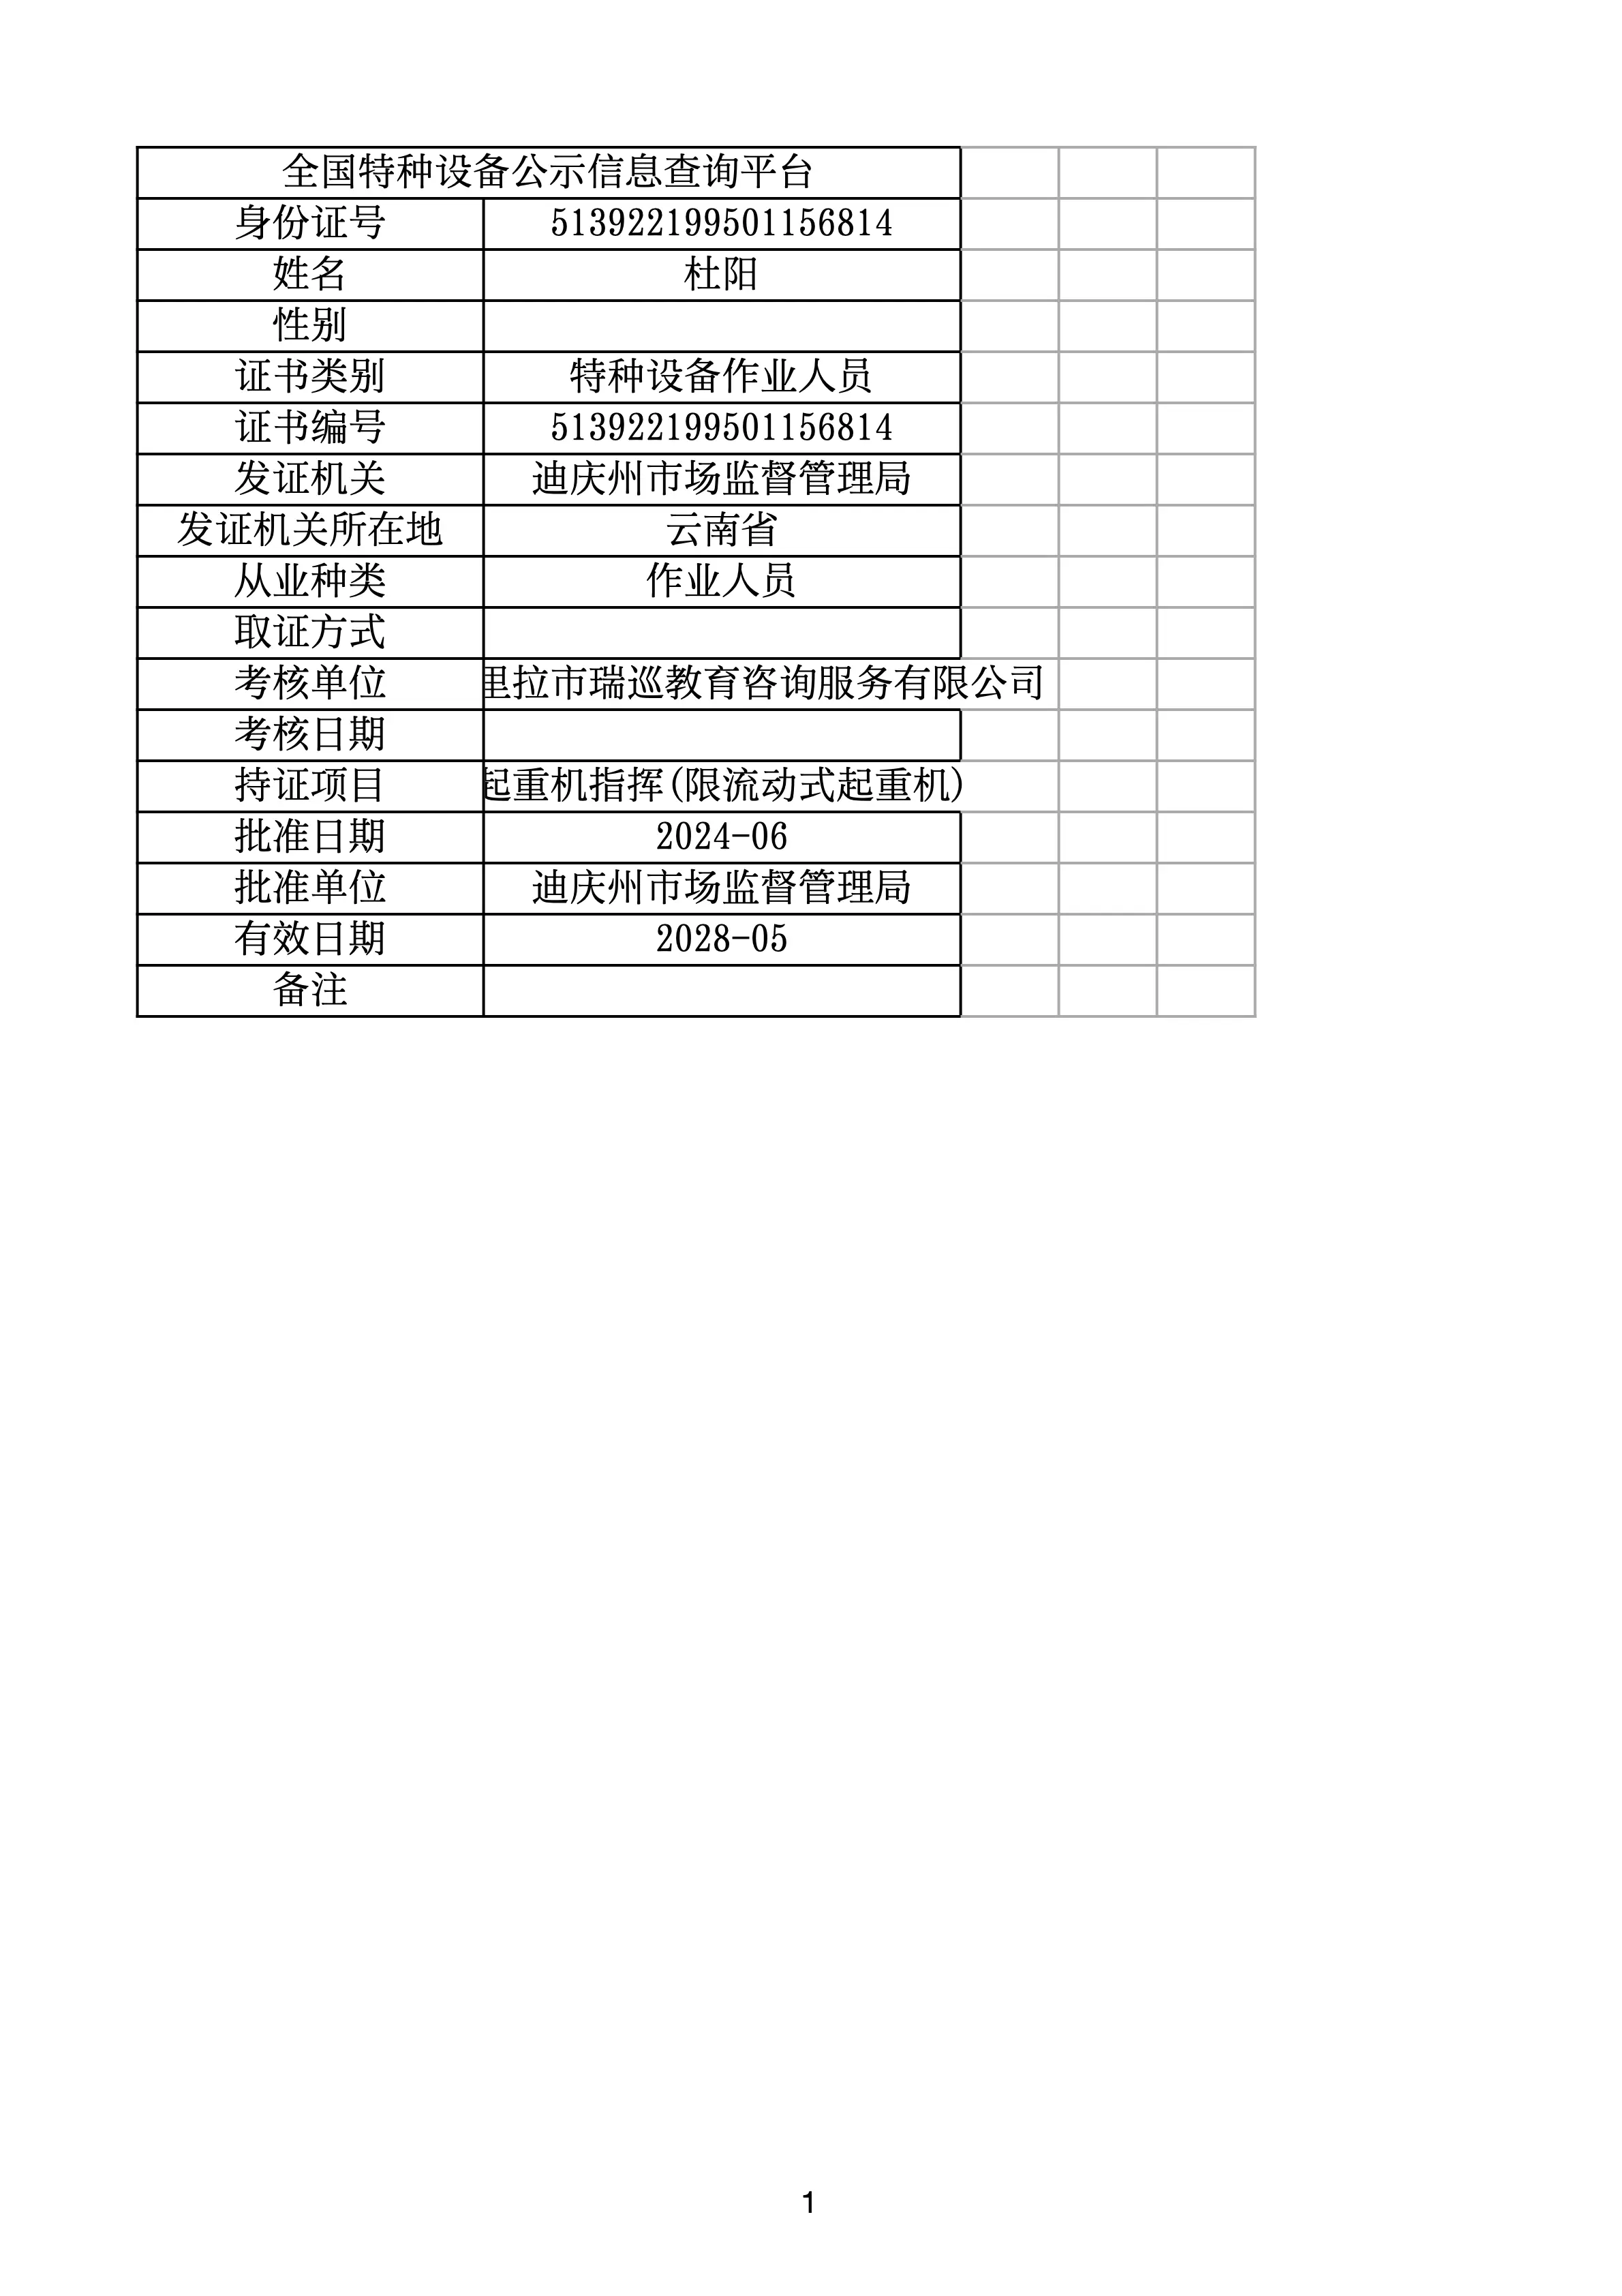 全国特种设备公示信息查询平台
身份证号 513922199501156814
姓名 杜阳
性别
证书类别 特种设备作业人员
证书编号 513922199501156814
发证机关 迪庆州市场监督管理局
发证机关所在地 云南省
从业种类 作业人员
取证方式
考核单位 里拉市瑞巡教育咨询服务有限公司
考核日期
持证项目 起重机指挥(限流动式起重机)
批准日期 2024-06
批准单位 迪庆州市场监督管理局
有效日期 2028-05
备注
1